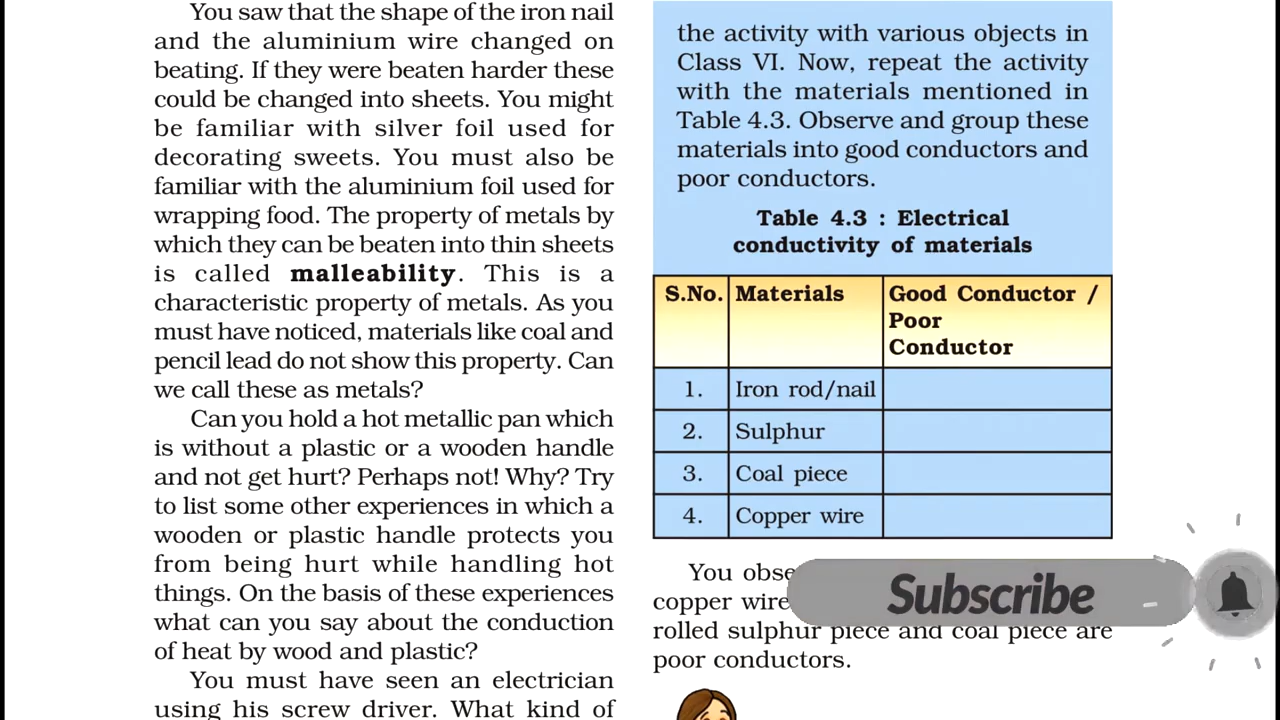 You saw that the shape of the iron nail
and the aluminium wire changed on
beating. If they were beaten harder these
could be changed into sheets. You might
be familiar with silver foil used for
decorating sweets. You must also be
familiar with the aluminium foil used for
wrapping food. The property of metals by
which they can be beaten into thin sheets
is called malleability. This is a
characteristic property of metals. As you
must have noticed, materials like coal and
pencil lead do not show this property. Can
we call these as metals?
Can you hold a hot metallic pan which
is without a plastic or a wooden handle
and not get hurt? Perhaps not! Why? Try
to list some other experiences in which a
wooden or plastic handle protects you
from being hurt while handling hot
things. On the basis of these experiences
what can you say about the conduction
of heat by wood and plastic?
You must have seen an electrician
using his screw driver. What kind of
the activity with various objects in
Class VI. Now, repeat the activity
with the materials mentioned in
Table 4.3. Observe and group these
materials into good conductors and
poor conductors.
Table 4.3 : Electrical
conductivity of materials
S.No. Materials Good Conductor /
Poor
Conductor
1. Iron rod/nail
2. Sulphur
3. Coal piece
4. Copper wire
You obse
copper wire
rolled sulphur piece and coal piece are
poor conductors.
Subscribe